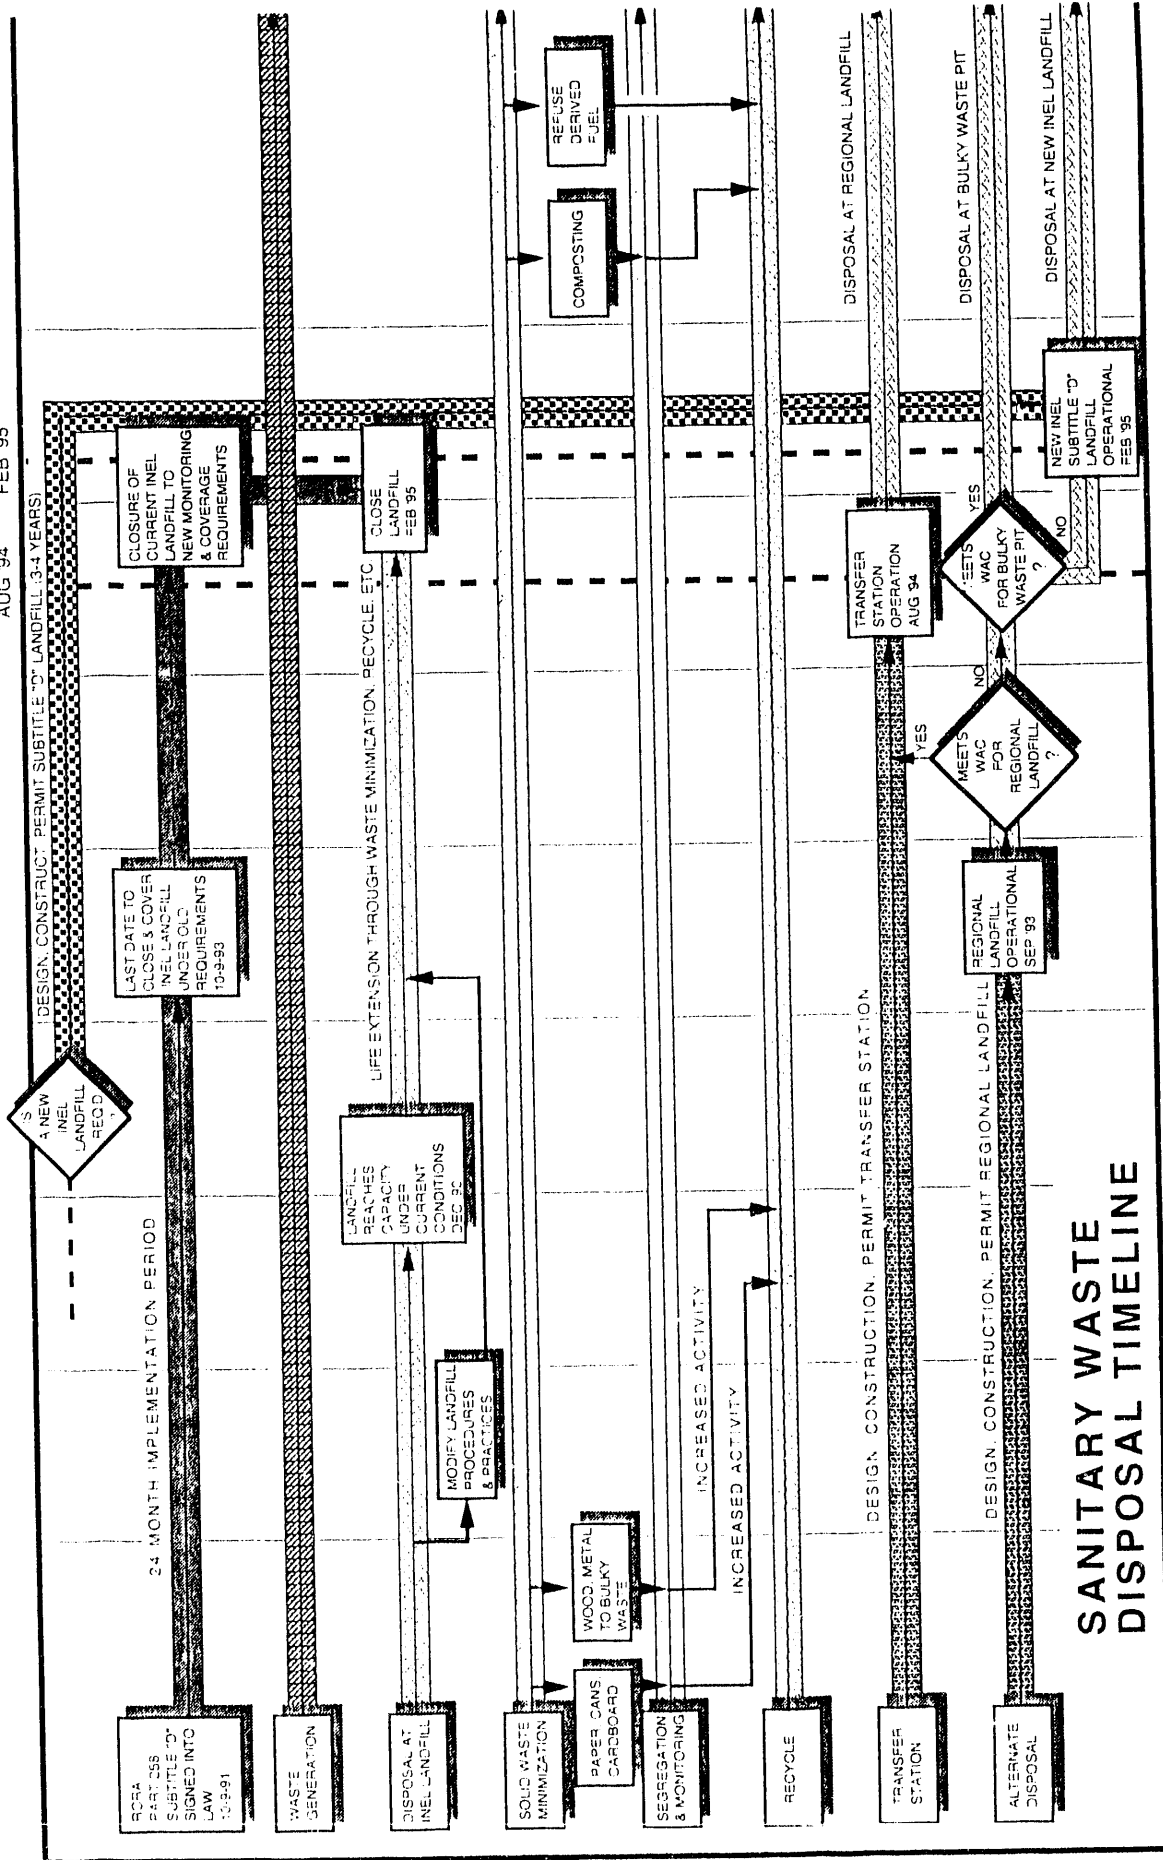 AUG '94
FEB '95
(DESIGN, CONSTRUCT, PERMIT SUBTITLE "D" LANDFILL (3-4 YEARS)
IS
A NEW
INEL
LANDFILL
REQ'D
?
24 MONTH IMPLEMENTATION PERIOD
RCRA
PART 258
SUBTITLE "D"
SIGNED INTO
LAW
10-9-91
LAST DATE TO
CLOSE & COVER
INEL LANDFILL
UNDER OLD
REQUIREMENTS
10-9-93
CLOSURE OF
CURRENT INEL
LANDFILL TO
NEW MONITORING
& COVERAGE
REQUIREMENTS
WASTE
GENERATION
DISPOSAL AT
INEL LANDFILL
MODIFY LANDFILL
PROCEDURES
& PRACTICES
LANDFILL
REACHES
CAPACITY
UNDER
CURRENT
CONDITIONS
LIFE EXTENSION THROUGH WASTE MINIMIZATION, RECYCLE, ETC.
CLOSE
LANDFILL
FEB '95
SOLID WASTE
MINIMIZATION
PAPER, CANS,
CARDBOARD
WOOD, METAL
TO BULKY
WASTE
COMPOSTING
REFUSE
DERIVED
FUEL
SEGREGATION
& MONITORING
INCREASED ACTIVITY
INCREASED ACTIVITY
RECYCLE
TRANSFER
STATION
DESIGN, CONSTRUCTION, PERMIT TRANSFER STATION
TRANSFER
STATION
OPERATION
AUG '94
DISPOSAL AT REGIONAL LANDFILL
ALTERNATE
DISPOSAL
DESIGN, CONSTRUCTION, PERMIT REGIONAL LANDFILL
REGIONAL
LANDFILL
OPERATIONAL
SEP '93
MEETS
WAC
FOR
REGIONAL
LANDFILL
?
YES
NO
MEETS
WAC
FOR BULKY
WASTE PIT
?
YES
NO
DISPOSAL AT BULKY WASTE PIT
NEW INEL
SUBTITLE "D"
LANDFILL
OPERATIONAL
FEB '95
DISPOSAL AT NEW INEL LANDFILL
SANITARY WASTE
DISPOSAL TIMELINE